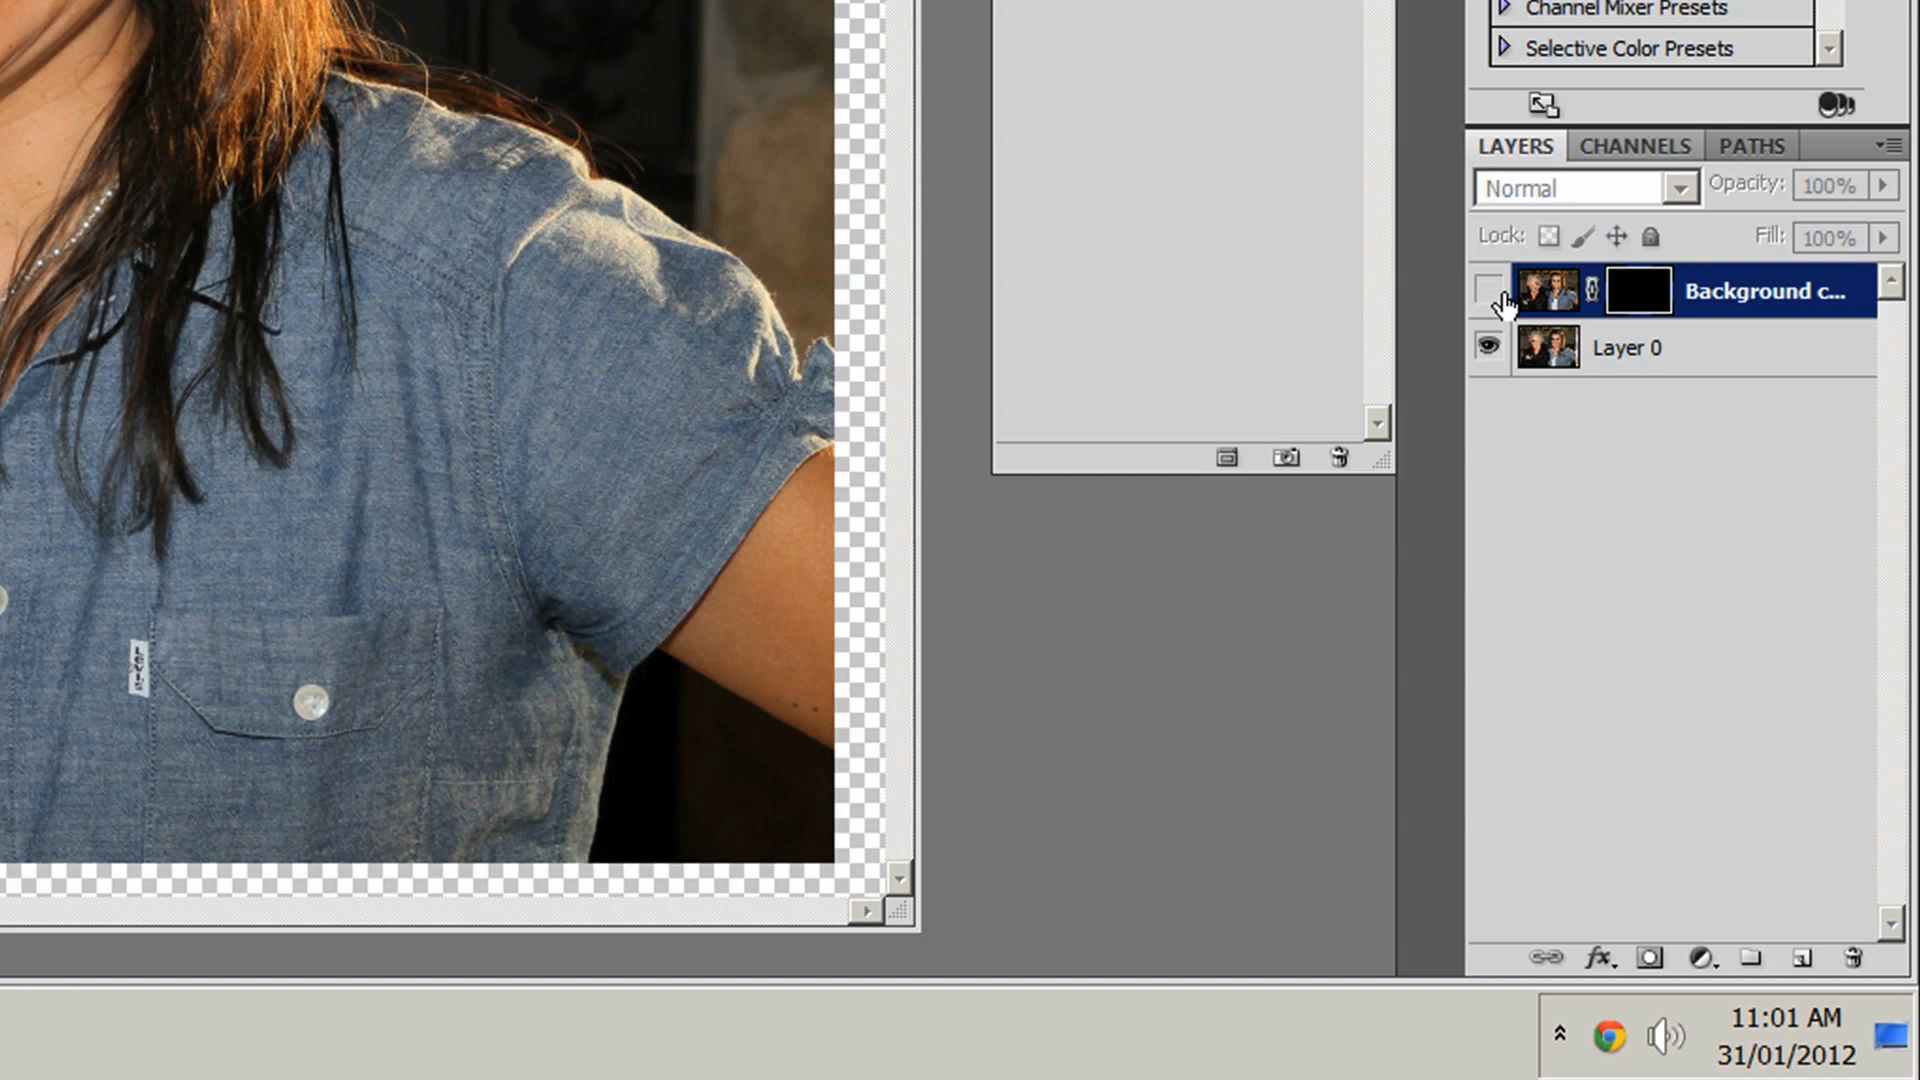 Channel Mixer Presets
Selective Color Presets
LAYERS CHANNELS PATHS
Normal Opacity: 100%
Lock: Fill: 100%
Background c...
Layer 0
fx
11:01 AM
31/01/2012